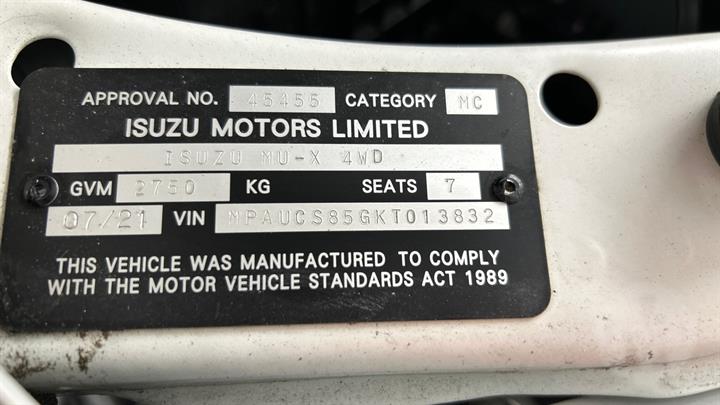 APPROVAL NO. 45455 CATEGORY MC
ISUZU MOTORS LIMITED
ISUZU MU-X 4WD
GVM 2750 KG SEATS 7
07/21 VIN MPAUCS85GKT013832
THIS VEHICLE WAS MANUFACTURED TO COMPLY
WITH THE MOTOR VEHICLE STANDARDS ACT 1989